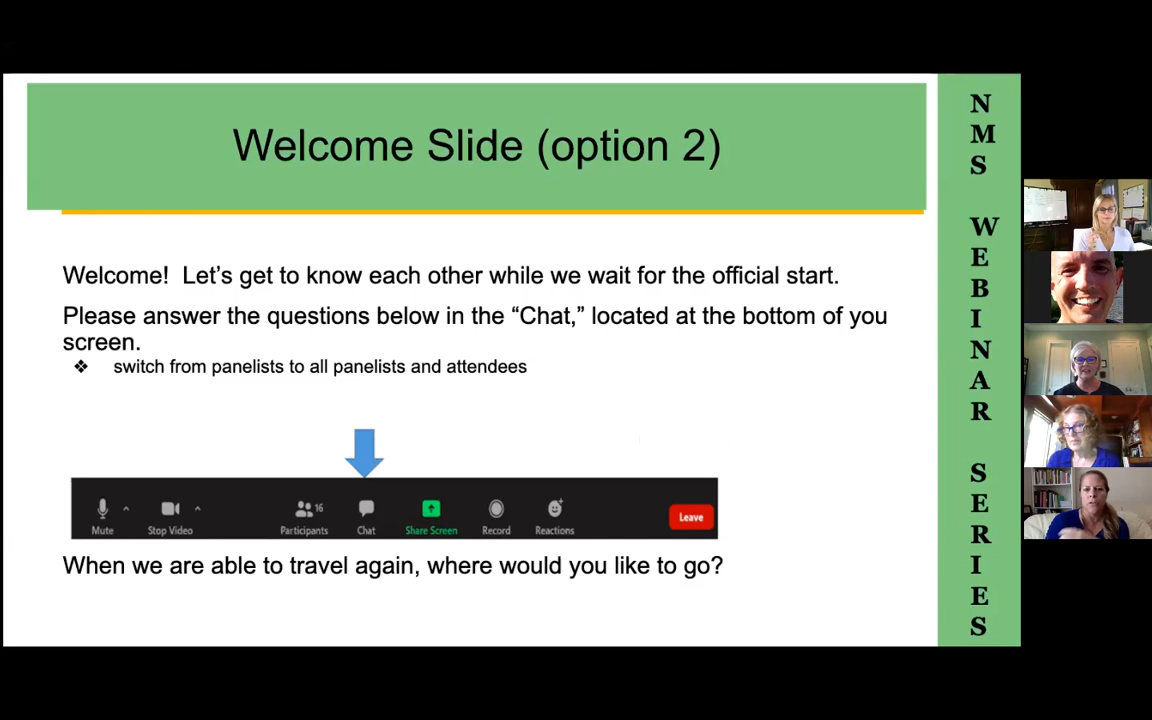 Welcome Slide (option 2)
Welcome!  Let’s get to know each other while we wait for the official start.
Please answer the questions below in the “Chat,” located at the bottom of you
screen.
❖ switch from panelists to all panelists and attendees
16
Mute Stop Video Participants Chat Share Screen Record Reactions Leave
When we are able to travel again, where would you like to go?
NMS WEBINAR SERIES